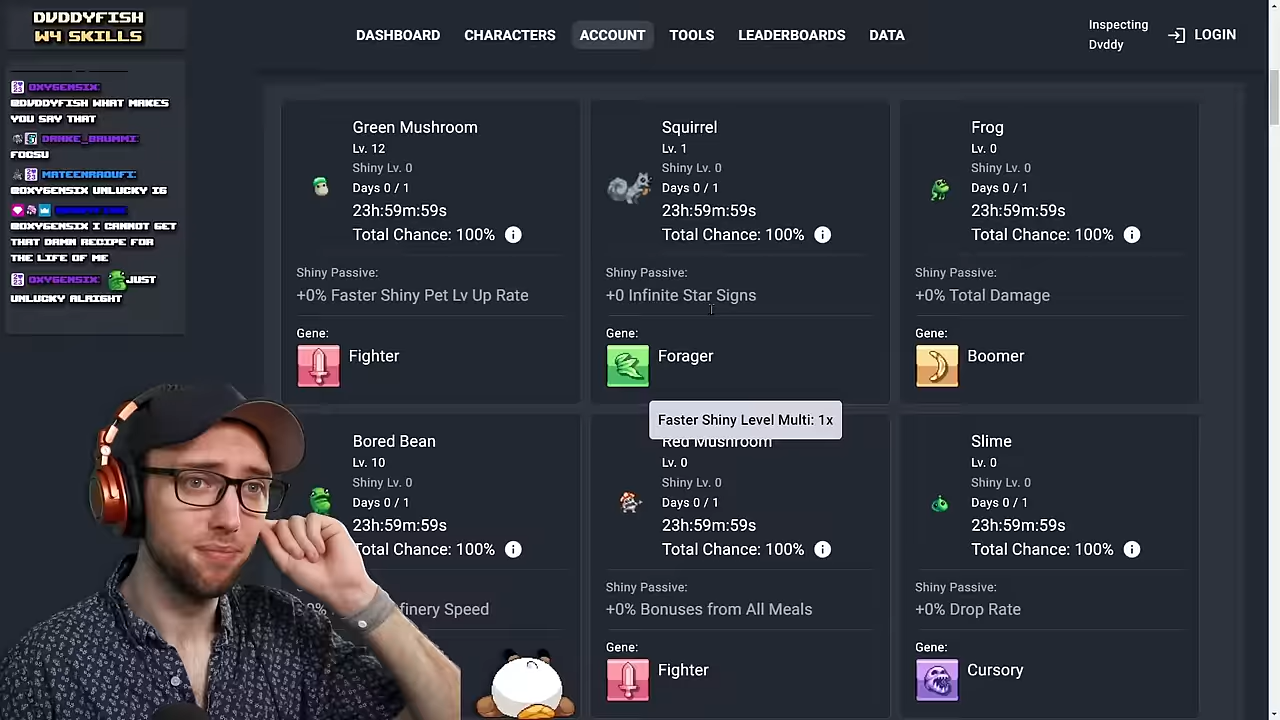 DVDDYFISH
W4 SKILLS
DASHBOARD
CHARACTERS
ACCOUNT
TOOLS
LEADERBOARDS
DATA
Inspecting
Dvddy
LOGIN
OXYGENSIX:
@DVDDYFISH WHAT MAKES
YOU SAY THAT
DANKE_BRUMMI:
FOCSU
MATEENRAOUFI:
@OXYGENSIX UNLUCKY IG
@OXYGENSIX I CANNOT GET
THAT DAMN RECIPE FOR
THE LIFE OF ME
OXYGENSIX: JUST
UNLUCKY ALRIGHT
Green Mushroom
Lv. 12
Shiny Lv. 0
Days 0 / 1
23h:59m:59s
Total Chance: 100%
Shiny Passive:
+0% Faster Shiny Pet Lv Up Rate
Gene:
Fighter
Squirrel
Lv. 1
Shiny Lv. 0
Days 0 / 1
23h:59m:59s
Total Chance: 100%
Shiny Passive:
+0 Infinite Star Signs
Gene:
Forager
Frog
Lv. 0
Shiny Lv. 0
Days 0 / 1
23h:59m:59s
Total Chance: 100%
Shiny Passive:
+0% Total Damage
Gene:
Boomer
Faster Shiny Level Multi: 1x
Bored Bean
Lv. 10
Shiny Lv. 0
Days 0 / 1
23h:59m:59s
Total Chance: 100%
Speed
Red Mushroom
Lv. 0
Shiny Lv. 0
Days 0 / 1
23h:59m:59s
Total Chance: 100%
Shiny Passive:
+0% Bonuses from All Meals
Gene:
Fighter
Slime
Lv. 0
Shiny Lv. 0
Days 0 / 1
23h:59m:59s
Total Chance: 100%
Shiny Passive:
+0% Drop Rate
Gene:
Cursory